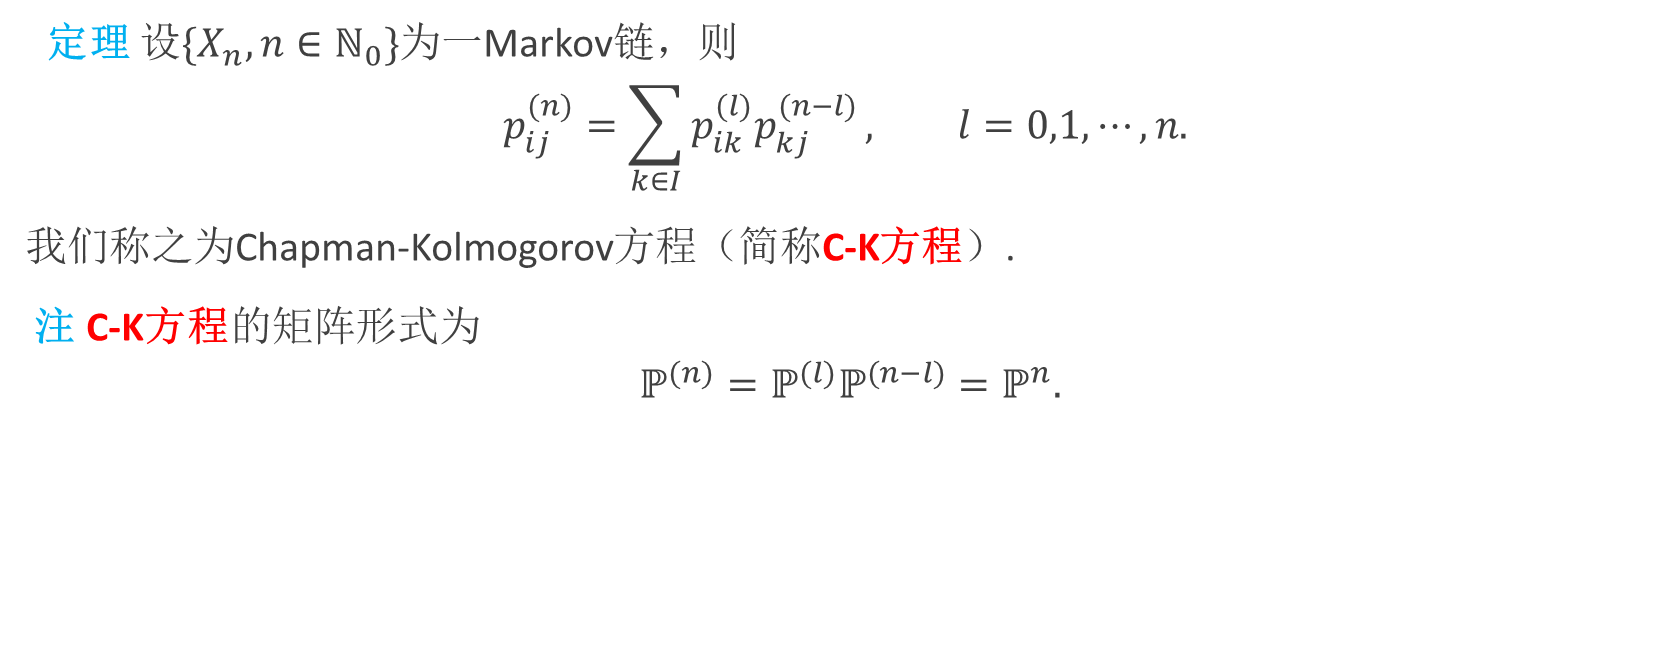 定理 设{Xₙ, n ∈ ℕ₀}为一Markov链，则
p_{ij}^{(n)} = ∑_{k∈I} p_{ik}^{(l)} p_{kj}^{(n−l)}, l = 0,1,⋯,n.
我们称之为Chapman-Kolmogorov方程（简称C-K方程）.
注 C-K方程的矩阵形式为
ℙ^{(n)} = ℙ^{(l)}ℙ^{(n−l)} = ℙ^n.